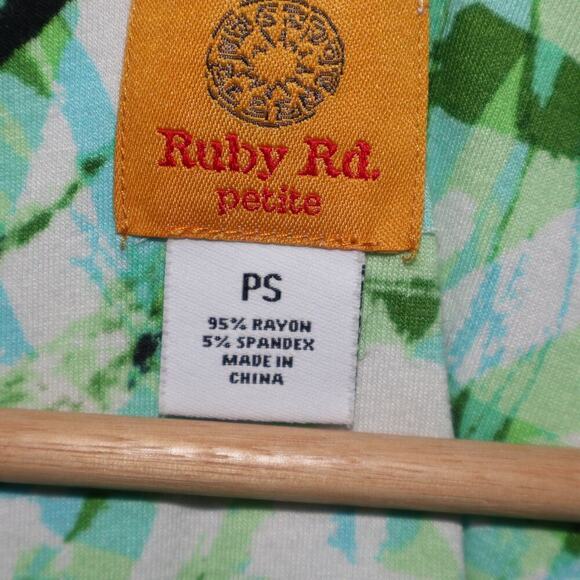 Ruby Rd.
petite
PS
95% RAYON
5% SPANDEX
MADE IN
CHINA